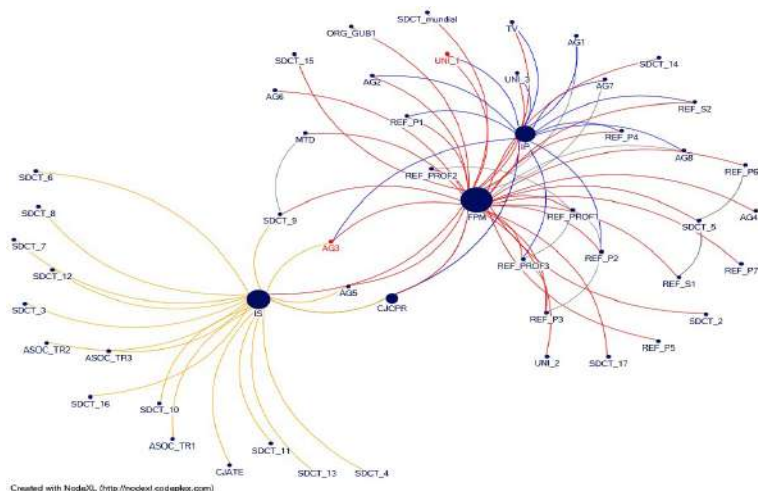 SDCT_mundial
TV
ORG_GUB1
AG1
UNI_1
SDCT_15
SDCT_14
UNI_3
AG2
AG7
AG6
REF_S2
REF_P1
REF_P4
MTD
IP
AG8
REF_P6
REF_PROF2
SDCT_6
AG4
SDCT_8
SDCT_9
REF_PROF1
FPM
SDCT_5
SDCT_7
AG3
REF_P2
REF_PROF3
REF_P7
SDCT_12
REF_S1
AG5
SDCT_3
IS
CJCPR
REF_P3
SDCT_2
ASOC_TR2
ASOC_TR3
REF_P5
UNI_2
SDCT_17
SDCT_16
SDCT_10
ASOC_TR1
SDCT_11
CJATE
SDCT_13
SDCT_4
Created with NodeXL (http://nodexl.codeplex.com)